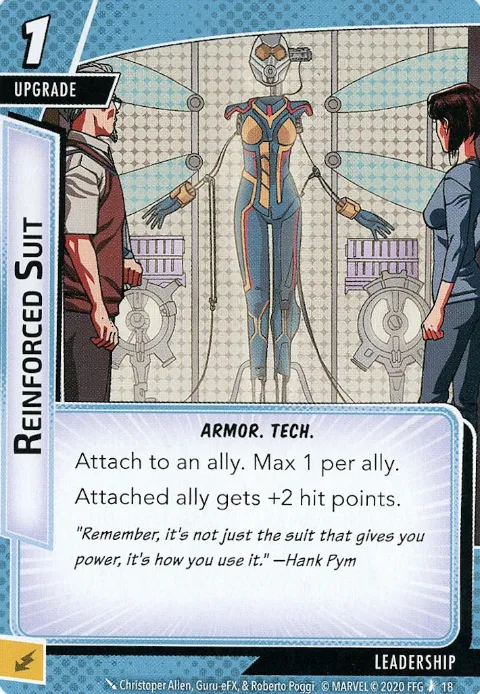 1
UPGRADE
REINFORCED SUIT
ARMOR. TECH.
Attach to an ally. Max 1 per ally.
Attached ally gets +2 hit points.
"Remember, it's not just the suit that gives you
power, it's how you use it." —Hank Pym
LEADERSHIP
Christoper Allen, Guru-eFX, & Roberto Poggi © MARVEL © 2020 FFG 18